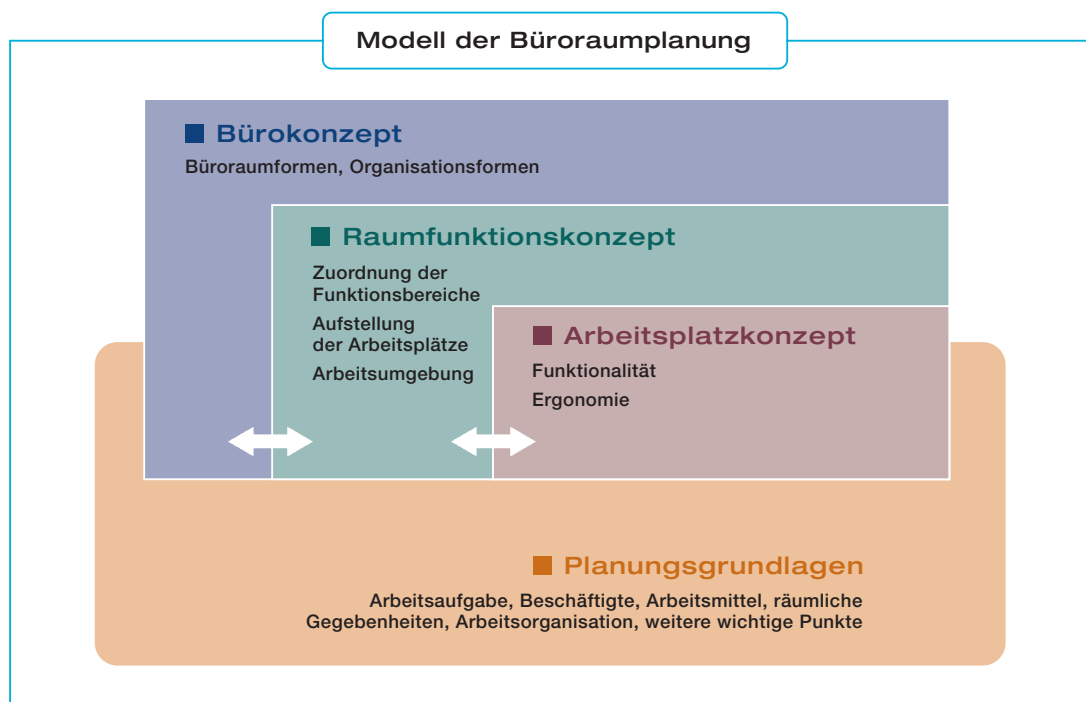 Modell der Büroraumplanung
Bürokonzept
Büroraumformen, Organisationsformen
Raumfunktionskonzept
Zuordnung der
Funktionsbereiche
Aufstellung
der Arbeitsplätze
Arbeitsumgebung
Arbeitsplatzkonzept
Funktionalität
Ergonomie
Planungsgrundlagen
Arbeitsaufgabe, Beschäftigte, Arbeitsmittel, räumliche
Gegebenheiten, Arbeitsorganisation, weitere wichtige Punkte